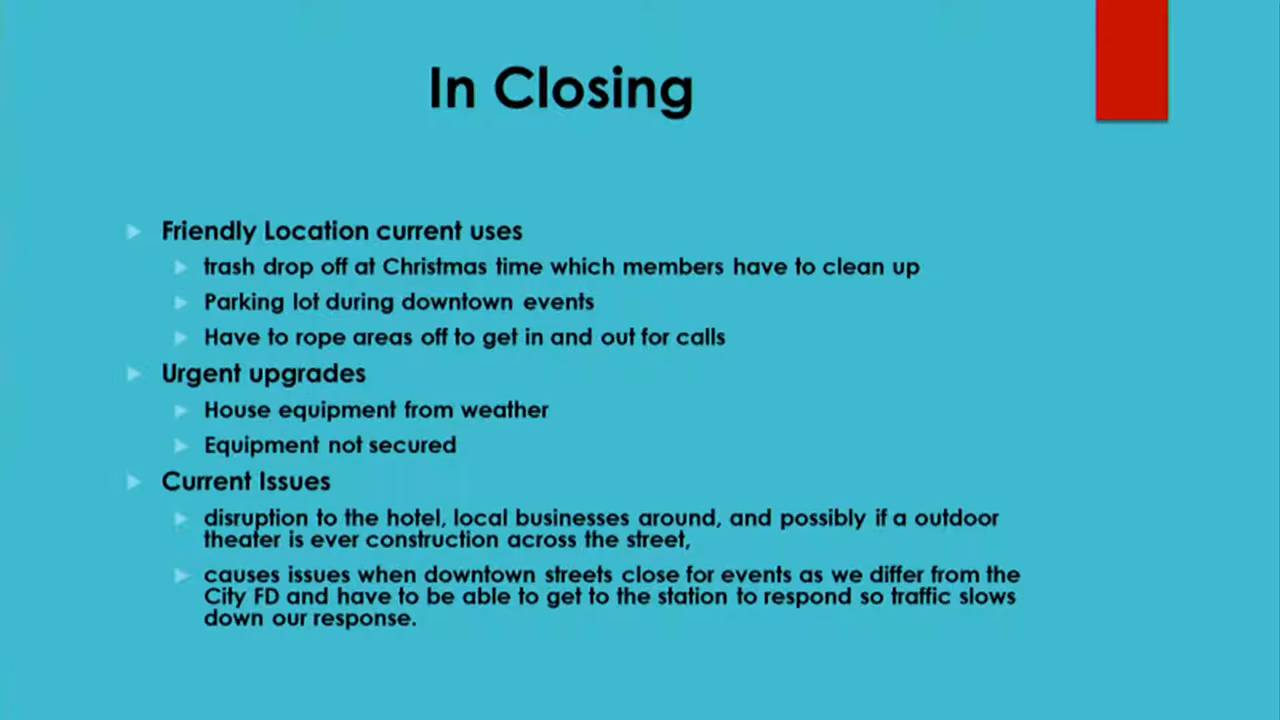 In Closing
Friendly Location current uses
trash drop off at Christmas time which members have to clean up
Parking lot during downtown events
Have to rope areas off to get in and out for calls
Urgent upgrades
House equipment from weather
Equipment not secured
Current Issues
disruption to the hotel, local businesses around, and possibly if a outdoor
theater is ever construction across the street,
causes issues when downtown streets close for events as we differ from the
City FD and have to be able to get to the station to respond so traffic slows
down our response.